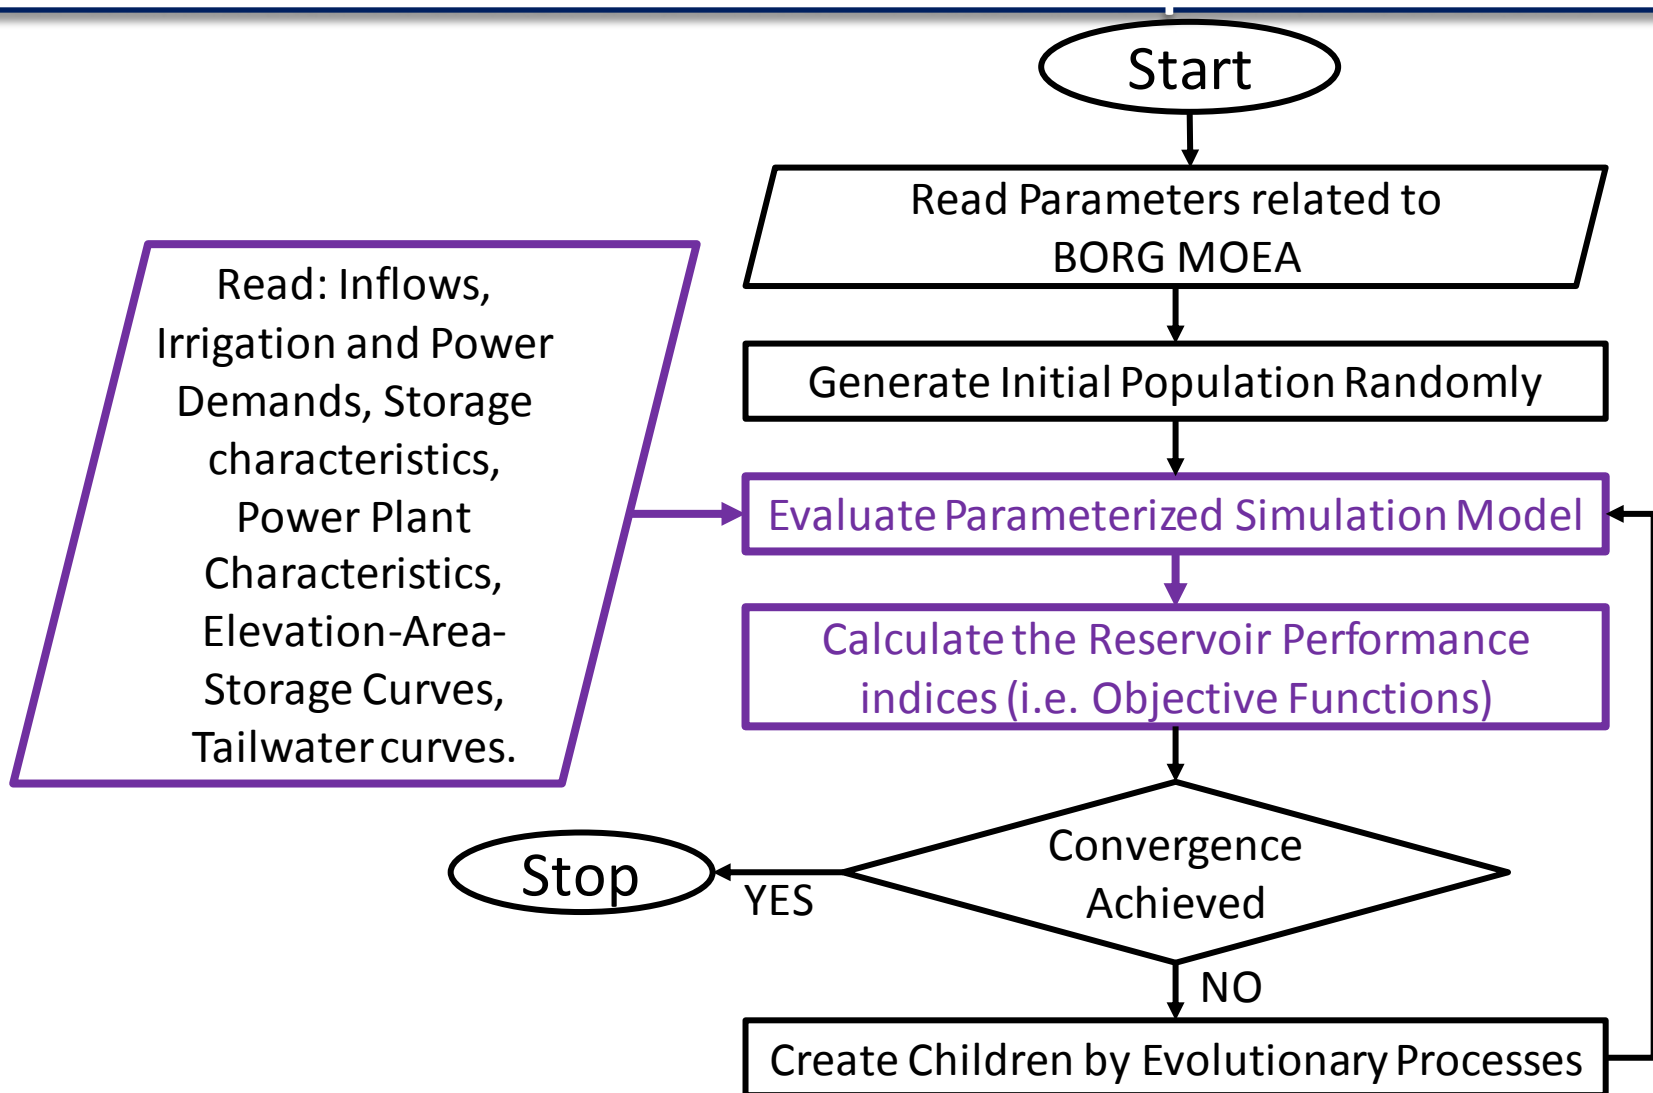 Start
Read Parameters related to
BORG MOEA
Generate Initial Population Randomly
Read: Inflows,
Irrigation and Power
Demands, Storage
characteristics,
Power Plant
Characteristics,
Elevation-Area-
Storage Curves,
Tailwater curves.
Evaluate Parameterized Simulation Model
Calculate the Reservoir Performance
indices (i.e. Objective Functions)
Convergence
Achieved
YES
Stop
NO
Create Children by Evolutionary Processes